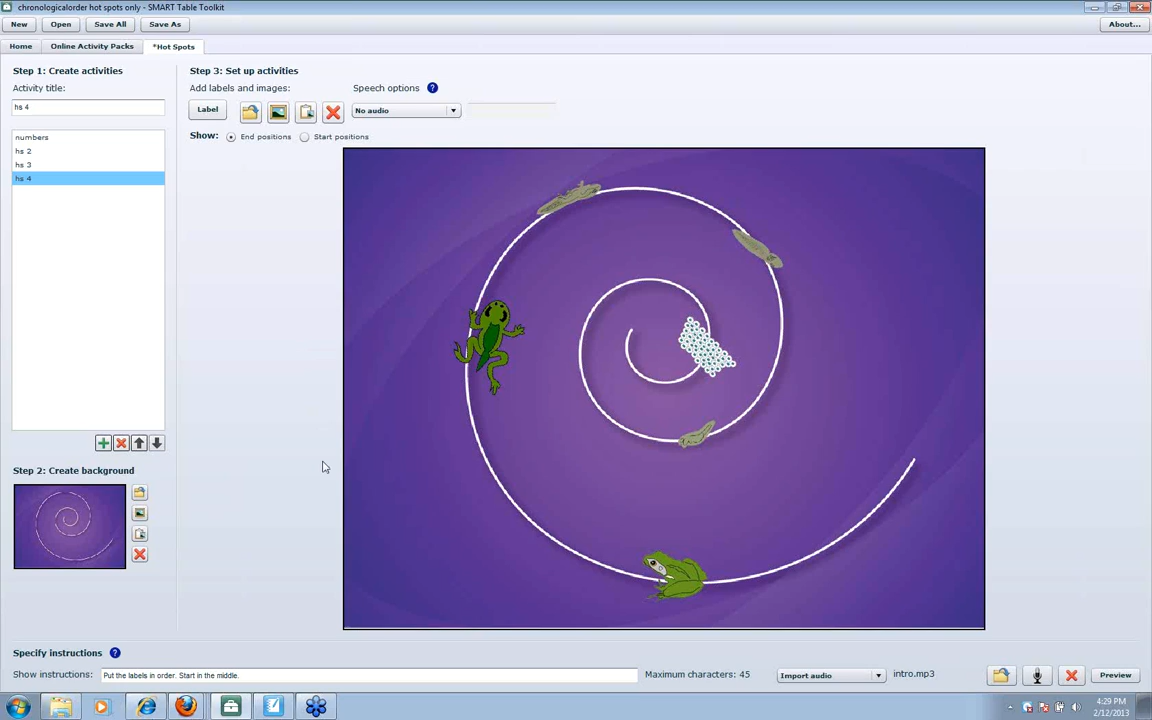 chronologicalorder hot spots only - SMART Table Toolkit
New Open Save All Save As About...
Home Online Activity Packs *Hot Spots
Step 1: Create activities
Activity title:
hs 4
numbers
hs 2
hs 3
hs 4
Step 2: Create background
Step 3: Set up activities
Add labels and images: Speech options ?
Label No audio
Show: End positions Start positions
Specify instructions ?
Show instructions: Put the labels in order. Start in the middle. Maximum characters: 45 Import audio intro.mp3 Preview
4:29 PM
2/12/2013